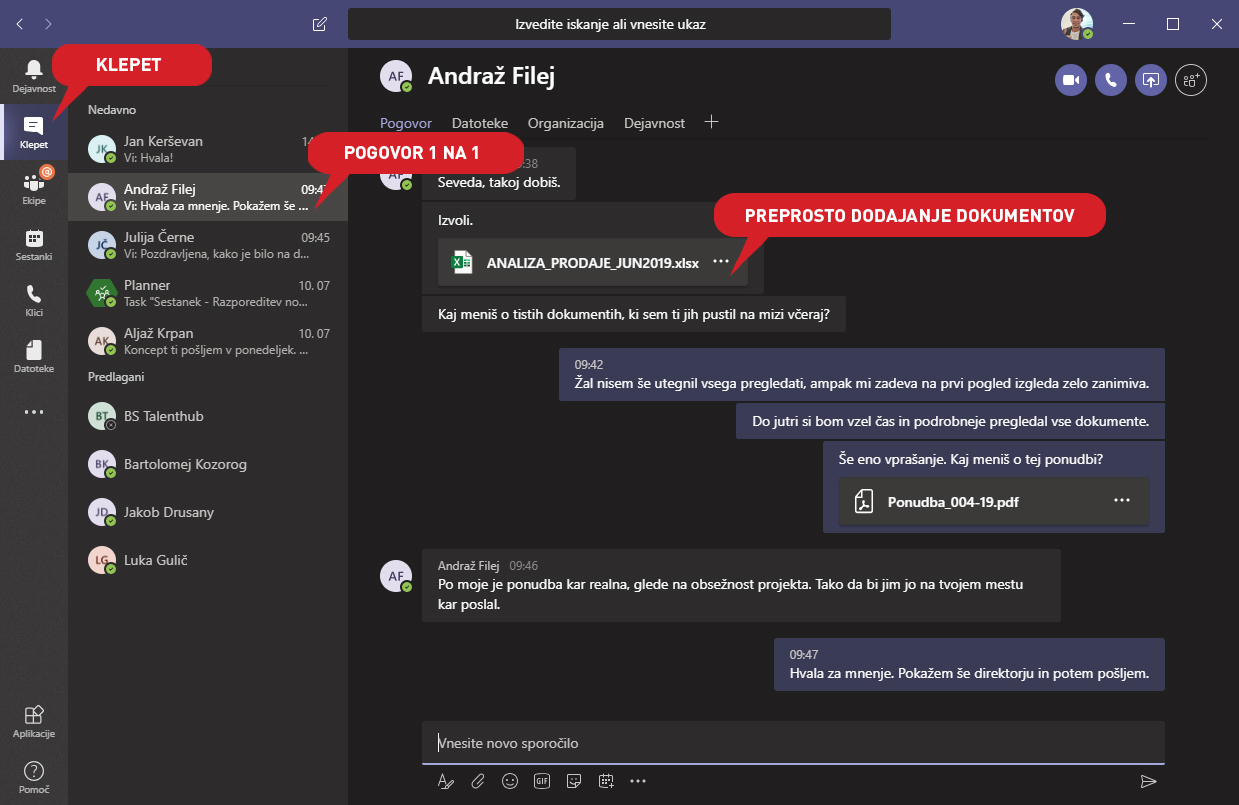 Izvedite iskanje ali vnesite ukaz
Dejavnost
Klepet
Ekipe
Sestanki
Klici
Datoteke
Aplikacije
Pomoč
KLEPET
Nedavno
JK
Jan Kerševan
Vi: Hvala!
POGOVOR 1 NA 1
AF
Andraž Filej
Vi: Hvala za mnenje. Pokažem še ...
JČ
Julija Černe 09:45
Vi: Pozdravljena, kako je bilo na d...
Planner 10. 07
Task "Sestanek - Razporeditev no...
AK
Aljaž Krpan 10. 07
Koncept ti pošljem v ponedeljek. ...
Predlagani
BT
BS Talenthub
BK
Bartolomej Kozorog
JD
Jakob Drusany
LG
Luka Gulič
AF
Andraž Filej
Pogovor Datoteke Organizacija Dejavnost
:38
Seveda, takoj dobiš.
Izvoli.
PREPROSTO DODAJANJE DOKUMENTOV
ANALIZA_PRODAJE_JUN2019.xlsx
Kaj meniš o tistih dokumentih, ki sem ti jih pustil na mizi včeraj?
09:42
Žal nisem še utegnil vsega pregledati, ampak mi zadeva na prvi pogled izgleda zelo zanimiva.
Do jutri si bom vzel čas in podrobneje pregledal vse dokumente.
Še eno vprašanje. Kaj meniš o tej ponudbi?
Ponudba_004-19.pdf
AF
Andraž Filej 09:46
Po moje je ponudba kar realna, glede na obsežnost projekta. Tako da bi jim jo na tvojem mestu
kar poslal.
09:47
Hvala za mnenje. Pokažem še direktorju in potem pošljem.
Vnesite novo sporočilo
GIF